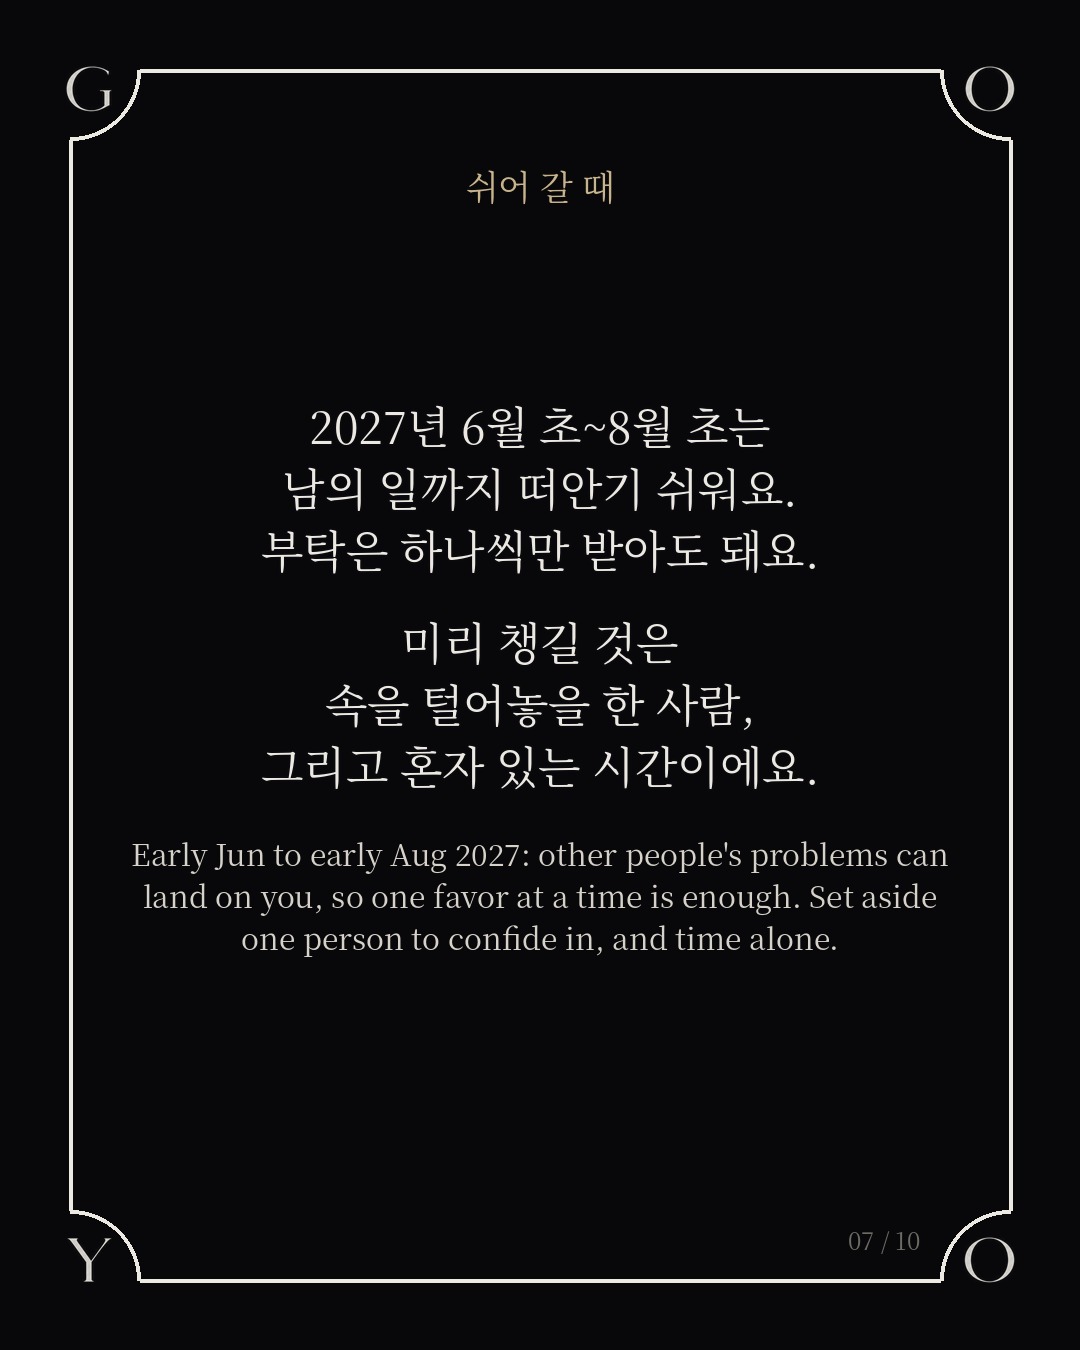 G O
쉬어 갈 때
2027년 6월 초~8월 초는
남의 일까지 떠안기 쉬워요.
부탁은 하나씩만 받아도 돼요.
미리 챙길 것은
속을 털어놓을 한 사람,
그리고 혼자 있는 시간이에요.
Early Jun to early Aug 2027: other people's problems can
land on you, so one favor at a time is enough. Set aside
one person to confide in, and time alone.
07 / 10
Y O